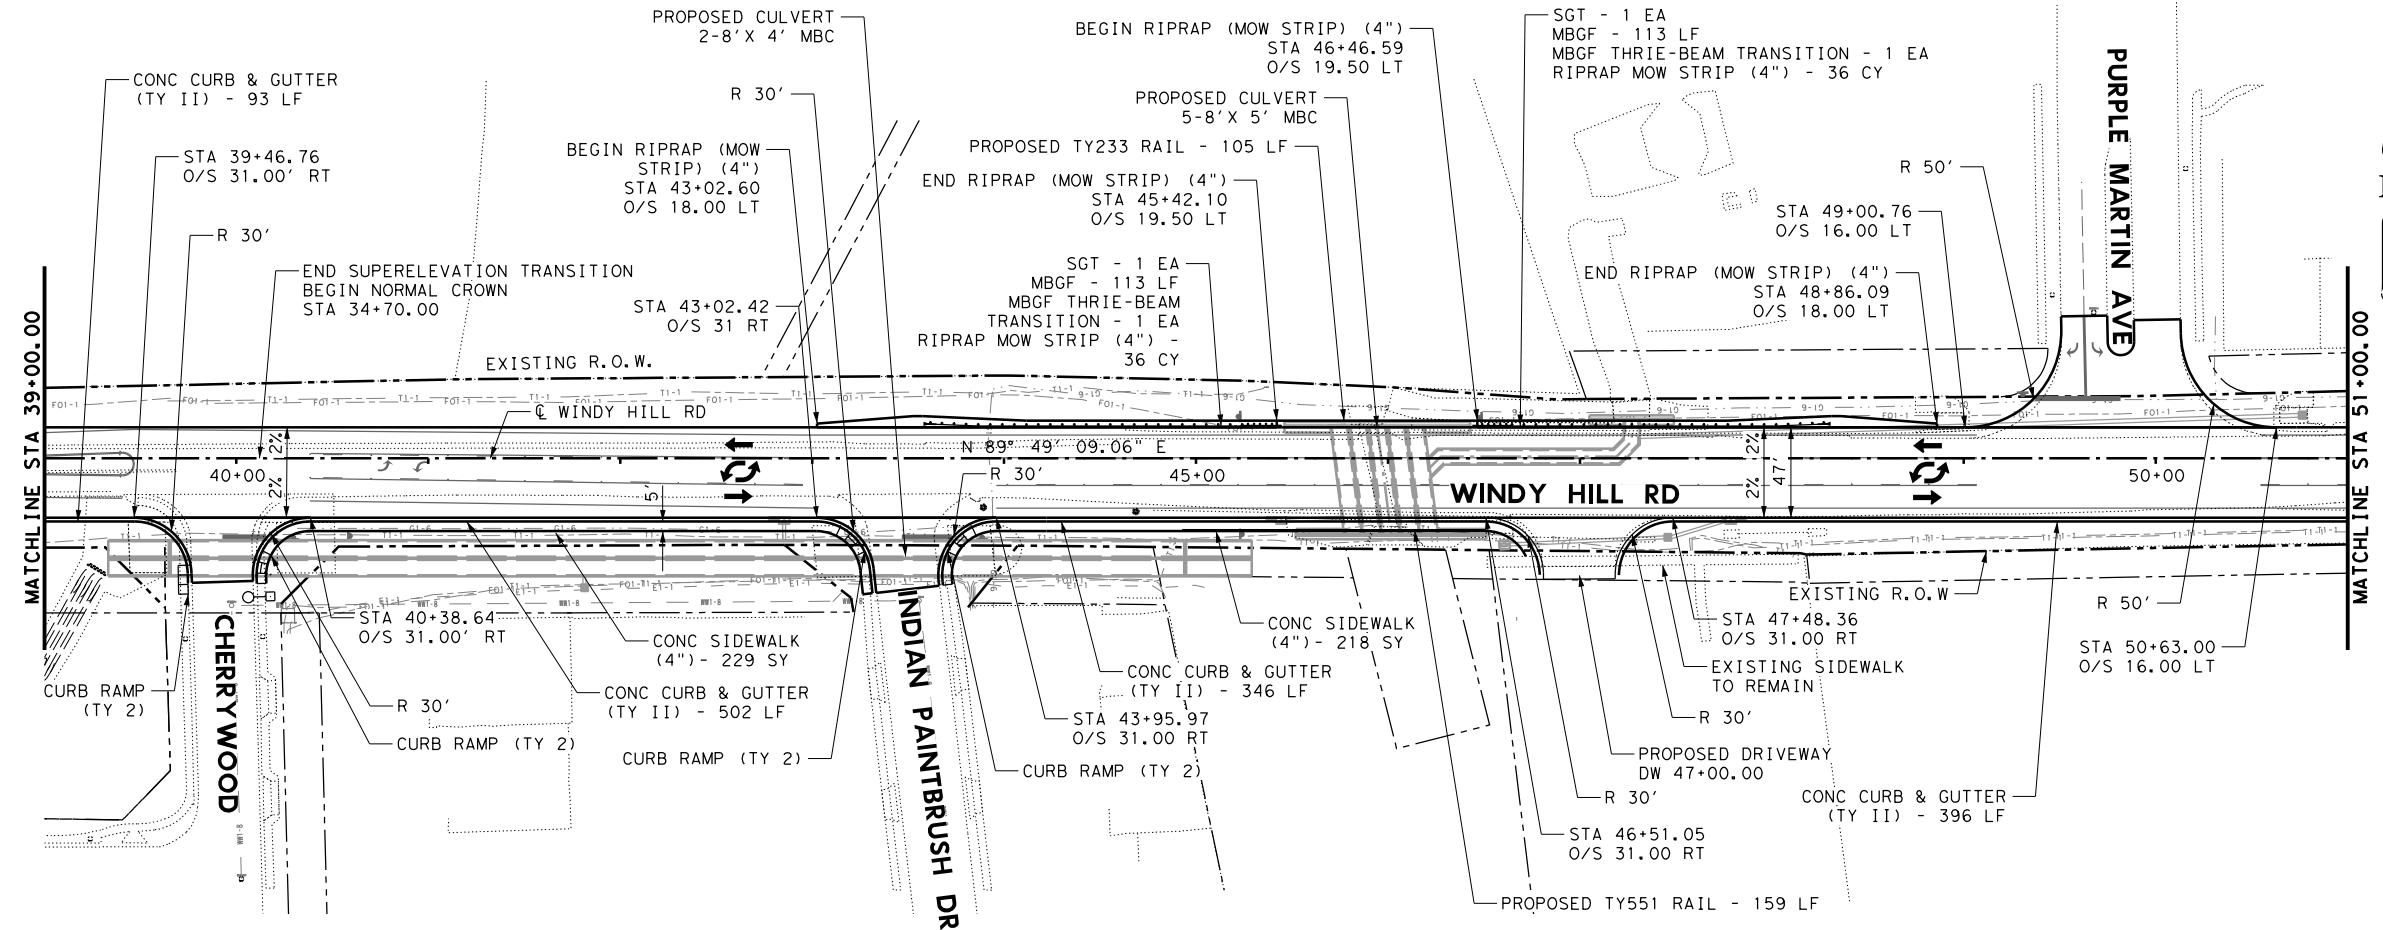 PROPOSED CULVERT
2-8'X 4' MBC
CONC CURB & GUTTER
(TY II) - 93 LF
R 30'
BEGIN RIPRAP (MOW STRIP) (4")
STA 46+46.59
O/S 19.50 LT
SGT - 1 EA
MBGF - 113 LF
MBGF THRIE-BEAM TRANSITION - 1 EA
RIPRAP MOW STRIP (4") - 36 CY
PROPOSED CULVERT
5-8'X 5' MBC
PROPOSED TY233 RAIL - 105 LF
STA 39+46.76
O/S 31.00' RT
BEGIN RIPRAP (MOW
STRIP) (4")
STA 43+02.60
O/S 18.00 LT
END RIPRAP (MOW STRIP) (4")
STA 45+42.10
O/S 19.50 LT
R 50'
PURPLE MARTIN AVE
STA 49+00.76
O/S 16.00 LT
R 30'
END SUPERELEVATION TRANSITION
BEGIN NORMAL CROWN
STA 34+70.00
STA 43+02.42
O/S 31 RT
SGT - 1 EA
MBGF - 113 LF
MBGF THRIE-BEAM
TRANSITION - 1 EA
RIPRAP MOW STRIP (4") -
36 CY
END RIPRAP (MOW STRIP) (4")
STA 48+86.09
O/S 18.00 LT
MATCHLINE STA 39+00.00
MATCHLINE STA 51+00.00
EXISTING R.O.W.
℄ WINDY HILL RD
N 89° 49' 09.06" E
2%
2%
40+00
5'
R 30'
45+00
WINDY HILL RD
2%
2%
47'
50+00
STA 40+38.64
O/S 31.00' RT
CONC SIDEWALK
(4")- 229 SY
CONC SIDEWALK
(4")- 218 SY
EXISTING R.O.W
R 50'
STA 47+48.36
O/S 31.00 RT
STA 50+63.00
O/S 16.00 LT
CURB RAMP
(TY 2)
CHERRYWOOD
R 30'
CONC CURB & GUTTER
(TY II) - 502 LF
INDIAN PAINTBRUSH DR
CONC CURB & GUTTER
(TY II) - 346 LF
EXISTING SIDEWALK
TO REMAIN
CURB RAMP (TY 2)
CURB RAMP (TY 2)
STA 43+95.97
O/S 31.00 RT
R 30'
CURB RAMP (TY 2)
PROPOSED DRIVEWAY
DW 47+00.00
R 30'
CONC CURB & GUTTER
(TY II) - 396 LF
STA 46+51.05
O/S 31.00 RT
PROPOSED TY551 RAIL - 159 LF